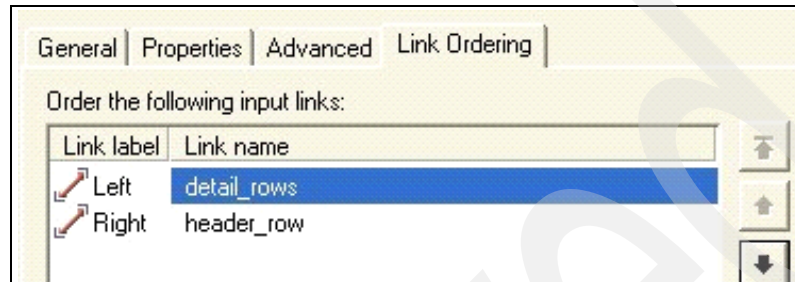 General Properties Advanced Link Ordering
Order the following input links:
Link label Link name
Left detail_rows
Right header_row